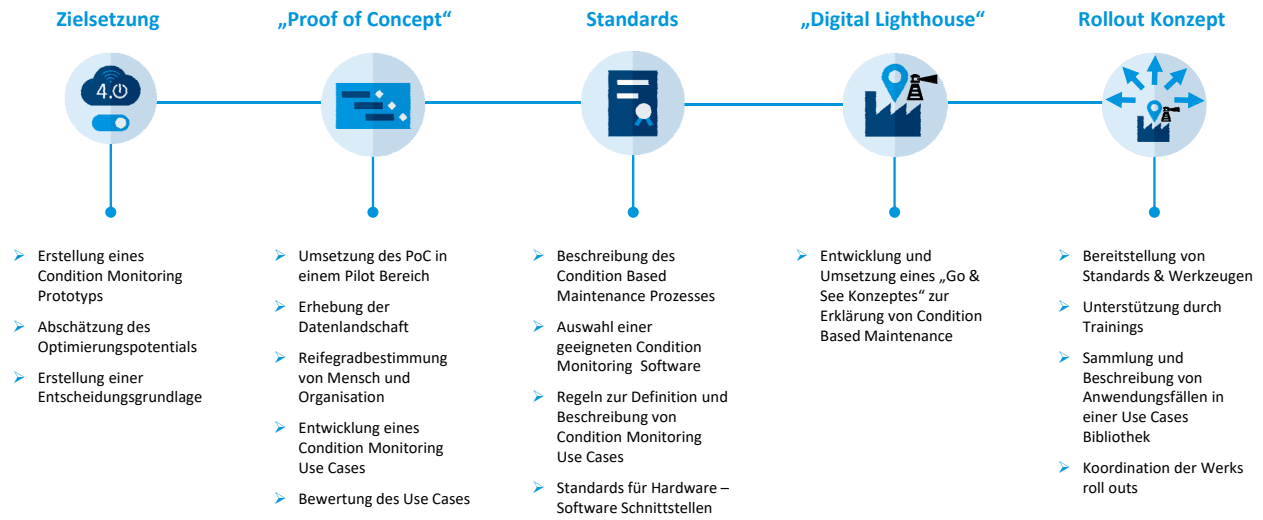 Zielsetzung
„Proof of Concept“
Standards
„Digital Lighthouse“
Rollout Konzept
4.0
Erstellung eines
Condition Monitoring
Prototyps
Abschätzung des
Optimierungspotentials
Erstellung einer
Entscheidungsgrundlage
Umsetzung des PoC in
einem Pilot Bereich
Erhebung der
Datenlandschaft
Reifegradbestimmung
von Mensch und
Organisation
Entwicklung eines
Condition Monitoring
Use Cases
Bewertung des Use Cases
Beschreibung des
Condition Based
Maintenance Prozesses
Auswahl einer
geeigneten Condition
Monitoring Software
Regeln zur Definition und
Beschreibung von
Condition Monitoring
Use Cases
Standards für Hardware –
Software Schnittstellen
Entwicklung und
Umsetzung eines „Go &
See Konzeptes“ zur
Erklärung von Condition
Based Maintenance
Bereitstellung von
Standards & Werkzeugen
Unterstützung durch
Trainings
Sammlung und
Beschreibung von
Anwendungsfällen in
einer Use Cases
Bibliothek
Koordination der Werks
roll outs